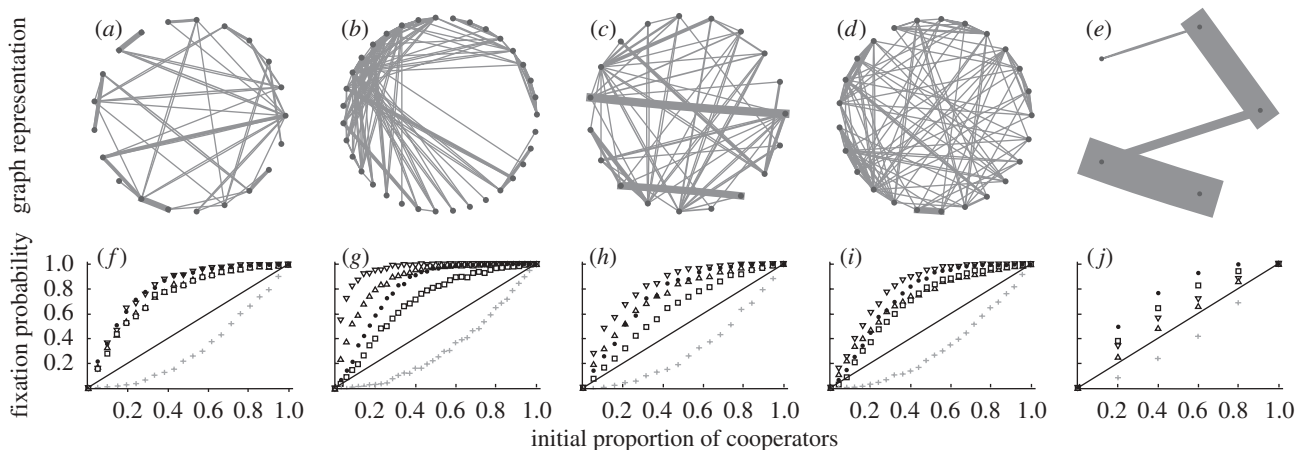 (a) (b) (c) (d) (e)
graph representation
(f) (g) (h) (i) (j)
fixation probability
1.0
0.8
0.6
0.4
0.2
0.2 0.4 0.6 0.8 1.0 0.2 0.4 0.6 0.8 1.0 0.2 0.4 0.6 0.8 1.0 0.2 0.4 0.6 0.8 1.0 0.2 0.4 0.6 0.8 1.0
initial proportion of cooperators